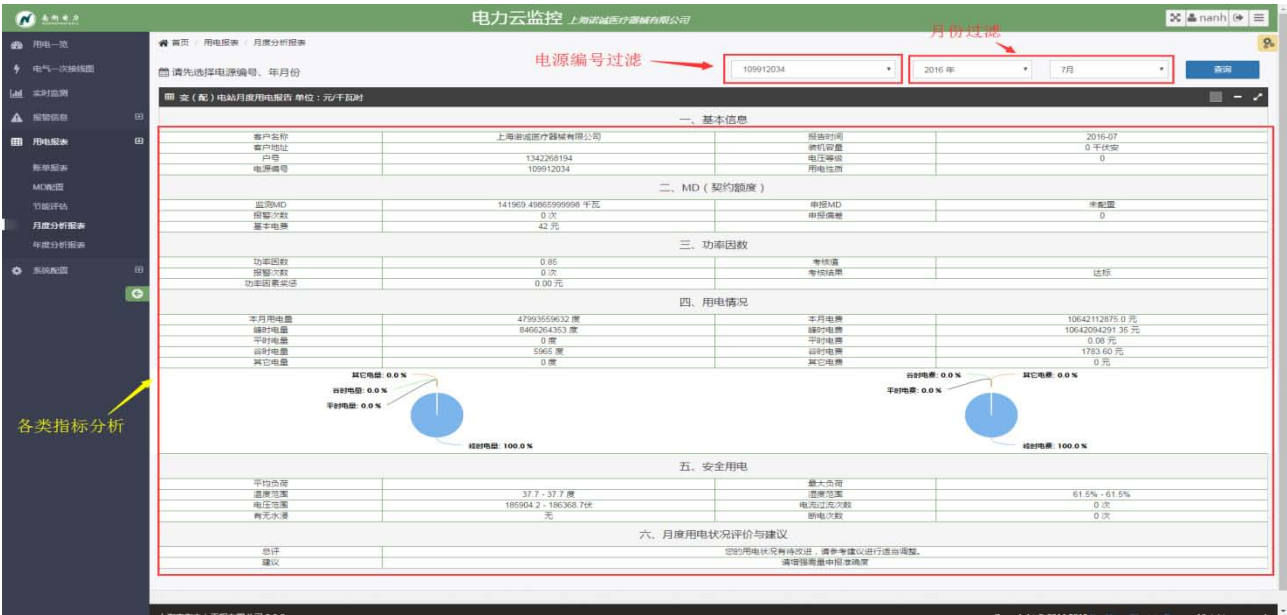 南翔电力
电力云监控 上海诺诚医疗器械有限公司
nanh
用电一览
电气一次接线图
实时监测
报警信息
用电报表
账单报表
MD配置
节能评估
月度分析报表
年度分析报表
系统配置
首页 / 用电报表 / 月度分析报表
月份过滤
请先选择电源编号、年月份
电源编号过滤
109912034
2016 年
7月
查询
变(配)电站月度用电报告 单位:元/千瓦时
一、基本信息
客户名称 上海诺诚医疗器械有限公司 报告时间 2016-07
客户地址 装机容量 0 千伏安
户号 1342268194 电压等级 0
电源编号 109912034 用电性质
二、MD(契约额度)
监测MD 141969.49865999998 千瓦 申报MD 未配置
报警次数 0 次 申报偏差 0
基本电费 42 元
三、功率因数
功率因数 0.85 考核值
报警次数 0 次 考核结果 达标
功率因素奖惩 0.00 元
四、用电情况
本月用电量 47993559632 度 本月电费 10642112875.0 元
峰时电量 8466264353 度 峰时电费 10642094291.35 元
平时电量 0 度 平时电费 0.08 元
谷时电量 5965 度 谷时电费 1783.60 元
其它电量 0 度 其它电费 0 元
其它电量: 0.0 %
谷时电量: 0.0 %
平时电量: 0.0 %
峰时电量: 100.0 %
谷时电费: 0.0 %
其它电费: 0.0 %
平时电费: 0.0 %
峰时电费: 100.0 %
各类指标分析
五、安全用电
平均负荷 最大负荷
温度范围 37.7 - 37.7 度 湿度范围 61.5% - 61.5%
电压范围 185904.2 - 186368.7伏 电流过流次数 0 次
有无水浸 无 断电次数 0 次
六、月度用电状况评价与建议
总评 您的用电状况有待改进,请参考建议进行适当调整。
建议 请增强需量申报准确度